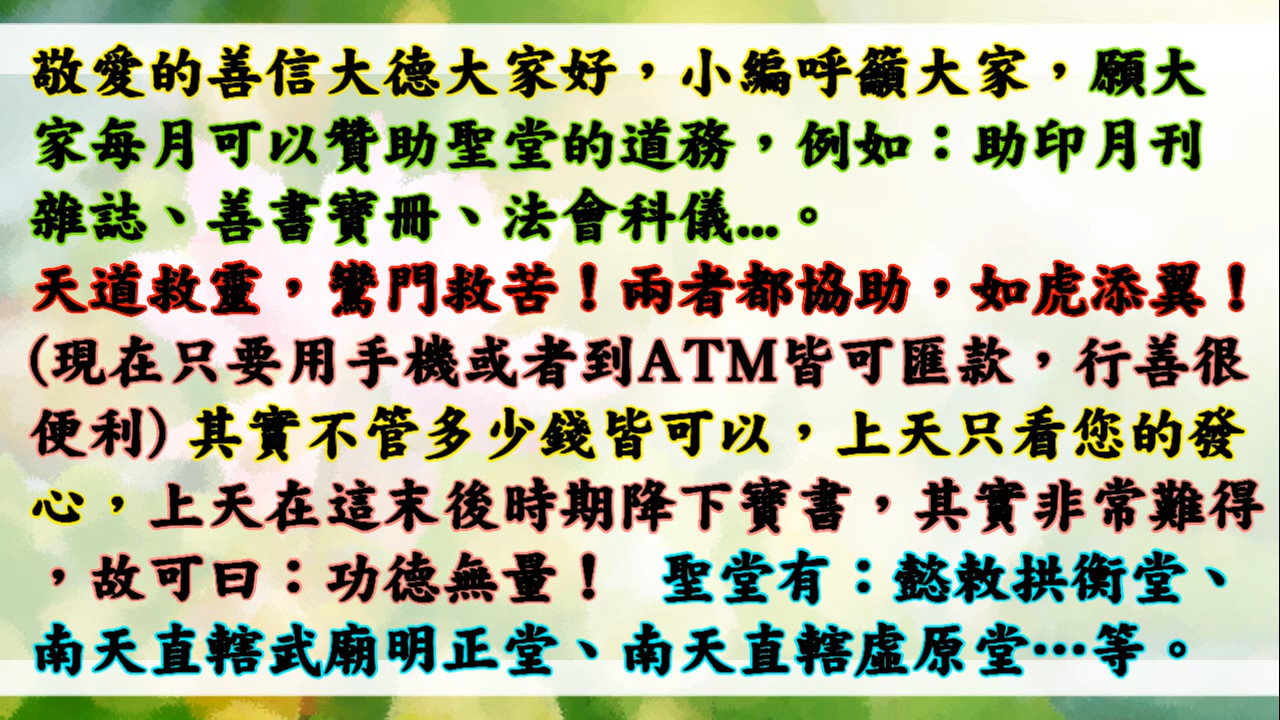 敬愛的善信大德大家好，小編呼籲大家，願大
家每月可以贊助聖堂的道務，例如：助印月刊
雜誌、善書寶冊、法會科儀...。
天道救靈，鸞門救苦！兩者都協助，如虎添翼！
(現在只要用手機或者到ATM皆可匯款，行善很
便利) 其實不管多少錢皆可以，上天只看您的發
心，上天在這末後時期降下寶書，其實非常難得
，故可曰：功德無量！ 聖堂有：懿敕拱衡堂、
南天直轄武廟明正堂、南天直轄虛原堂…等。